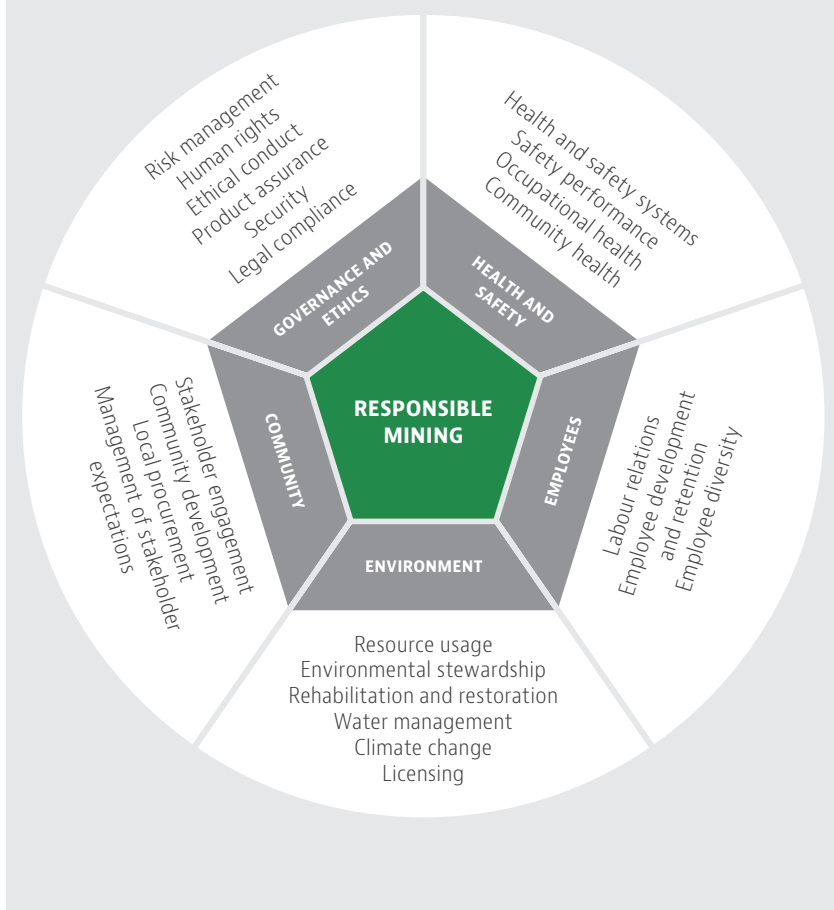 Risk management
Human rights
Ethical conduct
Product assurance
Security
Legal compliance
GOVERNANCE AND
ETHICS
Health and safety systems
Safety performance
Occupational health
Community health
HEALTH AND
SAFETY
RESPONSIBLE
MINING
Stakeholder engagement
Community development
Local procurement
Management of stakeholder
expectations
COMMUNITY
EMPLOYEES
Labour relations
Employee development
and retention
Employee diversity
ENVIRONMENT
Resource usage
Environmental stewardship
Rehabilitation and restoration
Water management
Climate change
Licensing